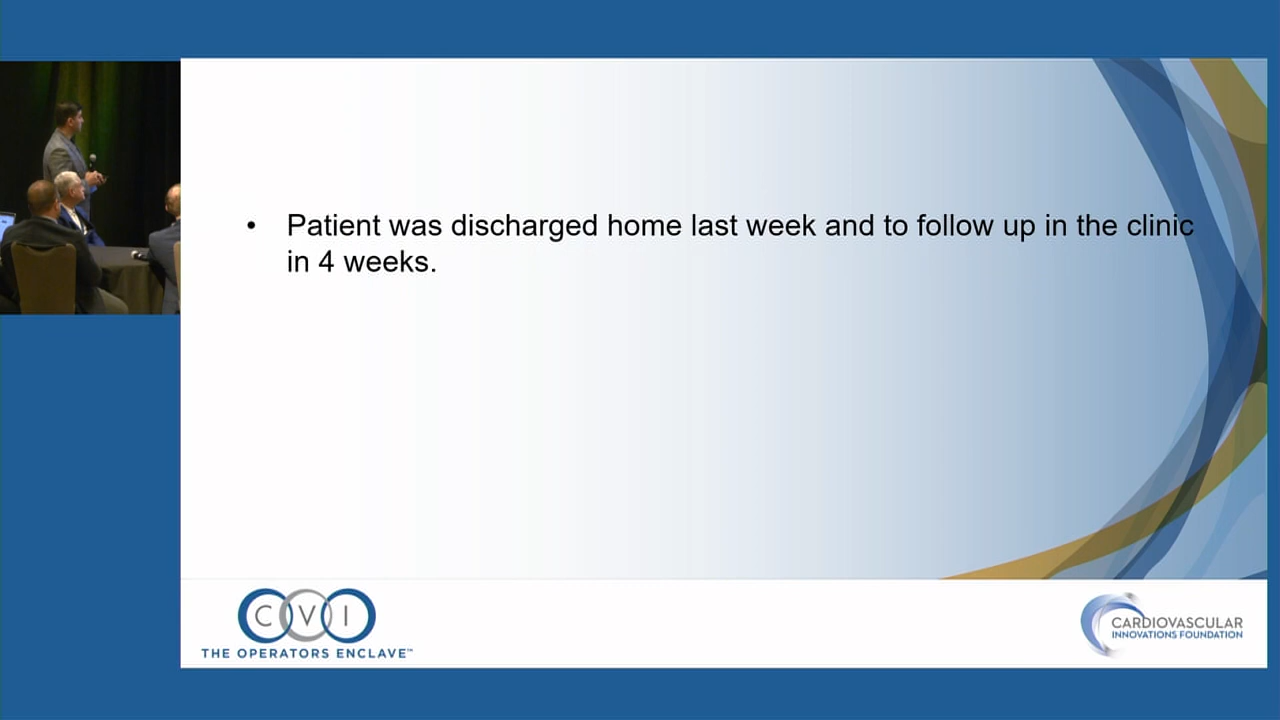 • Patient was discharged home last week and to follow up in the clinic
in 4 weeks.
CVI
THE OPERATORS ENCLAVE™
CARDIOVASCULAR
INNOVATIONS FOUNDATION